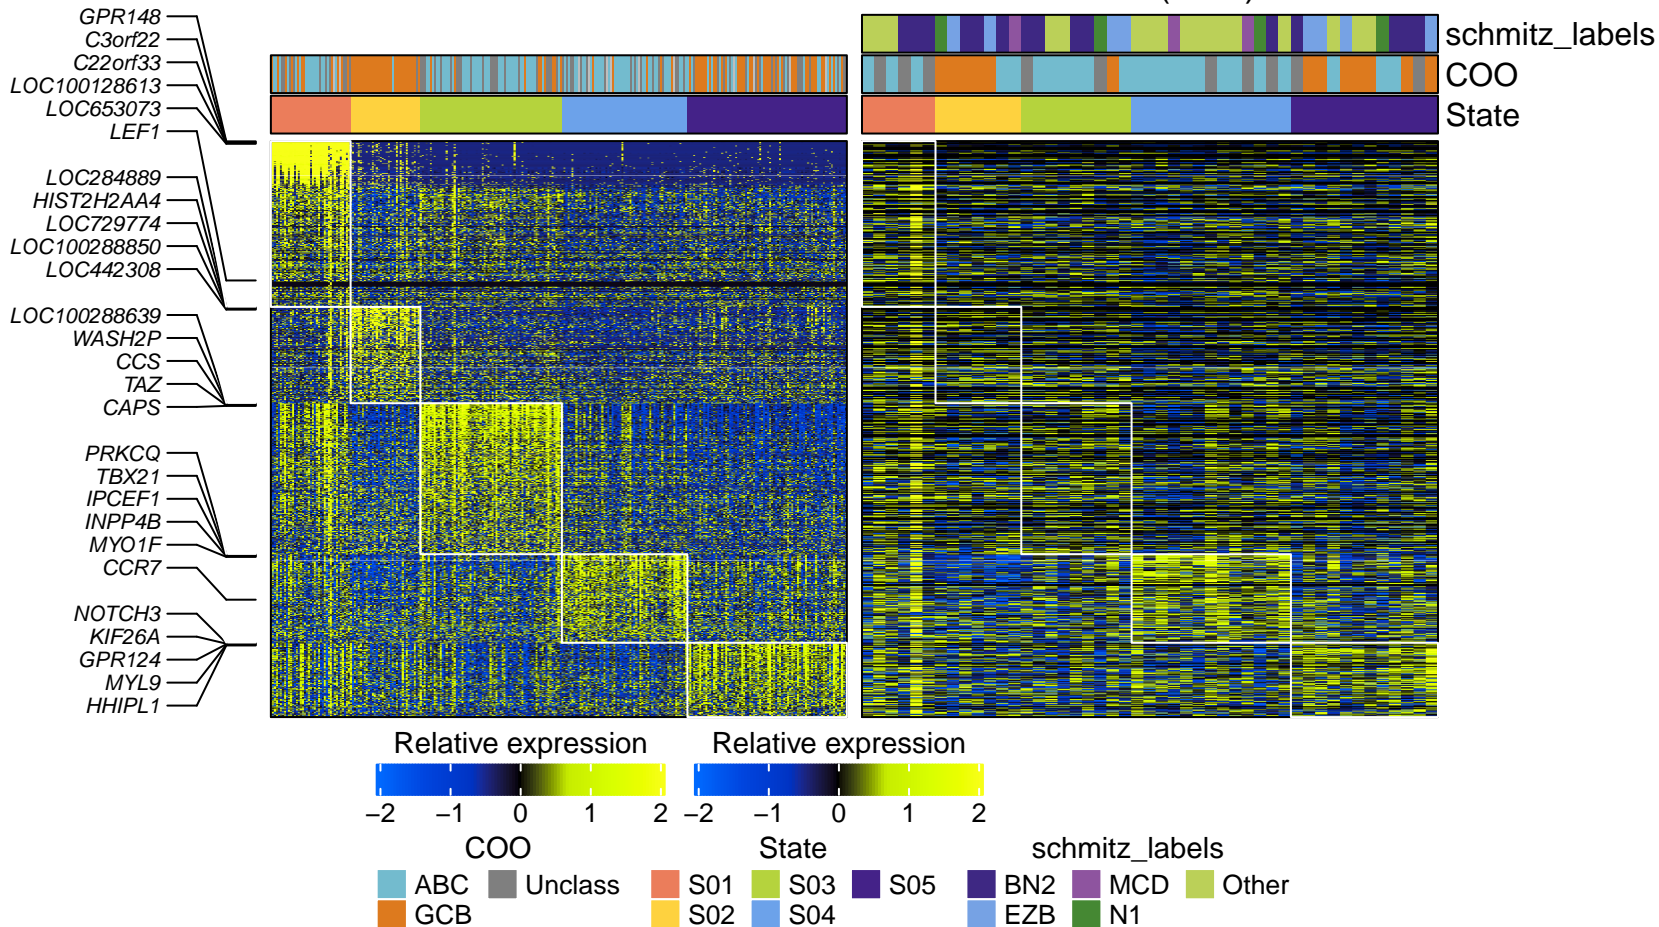 GPR148
C3orf22
C22orf33
LOC100128613
LOC653073
LEF1
LOC284889
HIST2H2AA4
LOC729774
LOC100288850
LOC442308
LOC100288639
WASH2P
CCS
TAZ
CAPS
PRKCQ
TBX21
IPCEF1
INPP4B
MYO1F
CCR7
NOTCH3
KIF26A
GPR124
MYL9
HHIPL1
schmitz_labels
COO
State
Relative expression Relative expression
−2 −1 0 1 2 −2 −1 0 1 2
COO State schmitz_labels
ABC Unclass S01 S03 S05 BN2 MCD Other
GCB S02 S04 EZB N1